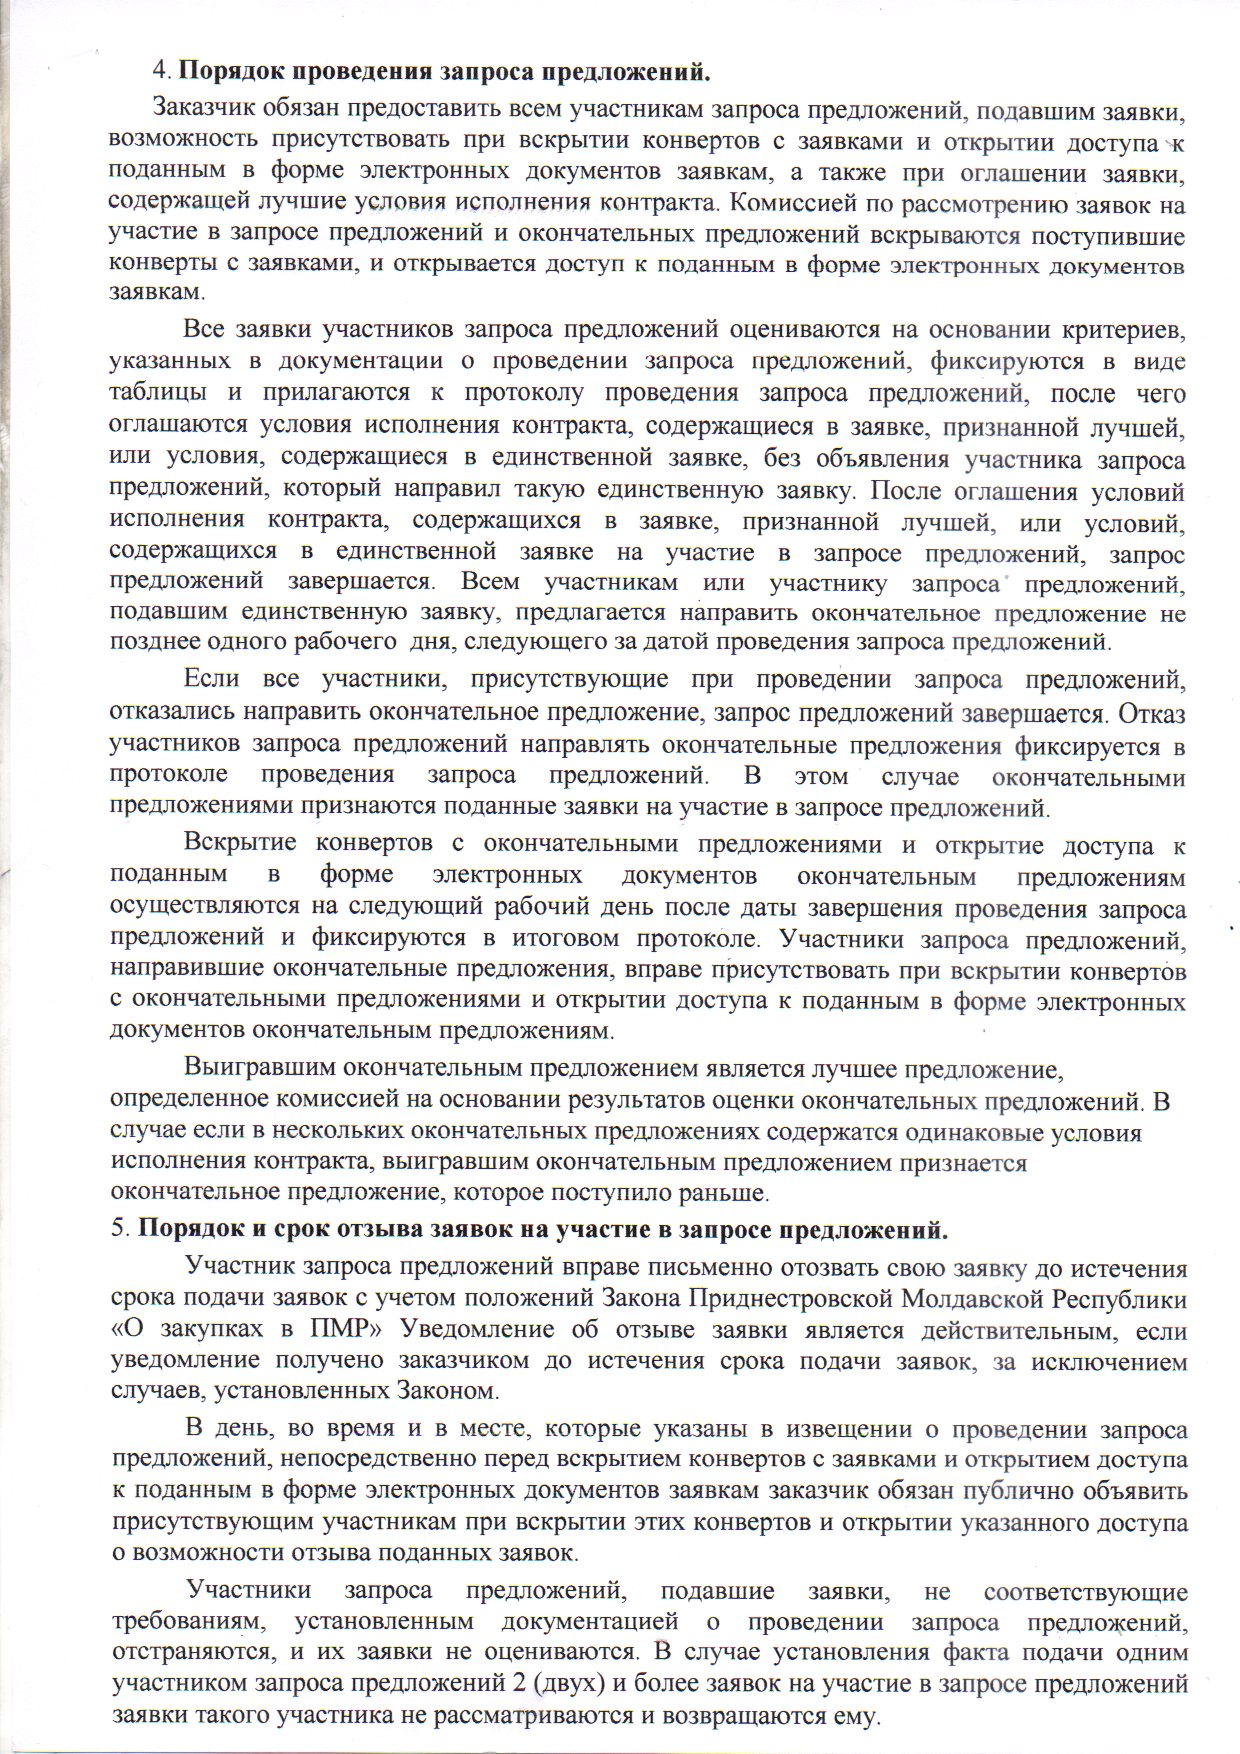 4. Порядок проведения запроса предложений.
Заказчик обязан предоставить всем участникам запроса предложений, подавшим заявки,
возможность присутствовать при вскрытии конвертов с заявками и открытии доступа к
поданным в форме электронных документов заявкам, а также при оглашении заявки,
содержащей лучшие условия исполнения контракта. Комиссией по рассмотрению заявок на
участие в запросе предложений и окончательных предложений вскрываются поступившие
конверты с заявками, и открывается доступ к поданным в форме электронных документов
заявкам.
Все заявки участников запроса предложений оцениваются на основании критериев,
указанных в документации о проведении запроса предложений, фиксируются в виде
таблицы и прилагаются к протоколу проведения запроса предложений, после чего
оглашаются условия исполнения контракта, содержащиеся в заявке, признанной лучшей,
или условия, содержащиеся в единственной заявке, без объявления участника запроса
предложений, который направил такую единственную заявку. После оглашения условий
исполнения контракта, содержащихся в заявке, признанной лучшей, или условий,
содержащихся в единственной заявке на участие в запросе предложений, запрос
предложений завершается. Всем участникам или участнику запроса предложений,
подавшим единственную заявку, предлагается направить окончательное предложение не
позднее одного рабочего дня, следующего за датой проведения запроса предложений.
Если все участники, присутствующие при проведении запроса предложений,
отказались направить окончательное предложение, запрос предложений завершается. Отказ
участников запроса предложений направлять окончательные предложения фиксируется в
протоколе проведения запроса предложений. В этом случае окончательными
предложениями признаются поданные заявки на участие в запросе предложений.
Вскрытие конвертов с окончательными предложениями и открытие доступа к
поданным в форме электронных документов окончательным предложениям
осуществляются на следующий рабочий день после даты завершения проведения запроса
предложений и фиксируются в итоговом протоколе. Участники запроса предложений,
направившие окончательные предложения, вправе присутствовать при вскрытии конвертов
с окончательными предложениями и открытии доступа к поданным в форме электронных
документов окончательным предложениям.
Выигравшим окончательным предложением является лучшее предложение,
определенное комиссией на основании результатов оценки окончательных предложений. В
случае если в нескольких окончательных предложениях содержатся одинаковые условия
исполнения контракта, выигравшим окончательным предложением признается
окончательное предложение, которое поступило раньше.
5. Порядок и срок отзыва заявок на участие в запросе предложений.
Участник запроса предложений вправе письменно отозвать свою заявку до истечения
срока подачи заявок с учетом положений Закона Приднестровской Молдавской Республики
«О закупках в ПМР» Уведомление об отзыве заявки является действительным, если
уведомление получено заказчиком до истечения срока подачи заявок, за исключением
случаев, установленных Законом.
В день, во время и в месте, которые указаны в извещении о проведении запроса
предложений, непосредственно перед вскрытием конвертов с заявками и открытием доступа
к поданным в форме электронных документов заявкам заказчик обязан публично объявить
присутствующим участникам при вскрытии этих конвертов и открытии указанного доступа
о возможности отзыва поданных заявок.
Участники запроса предложений, подавшие заявки, не соответствующие
требованиям, установленным документацией о проведении запроса предложений,
отстраняются, и их заявки не оцениваются. В случае установления факта подачи одним
участником запроса предложений 2 (двух) и более заявок на участие в запросе предложений
заявки такого участника не рассматриваются и возвращаются ему.